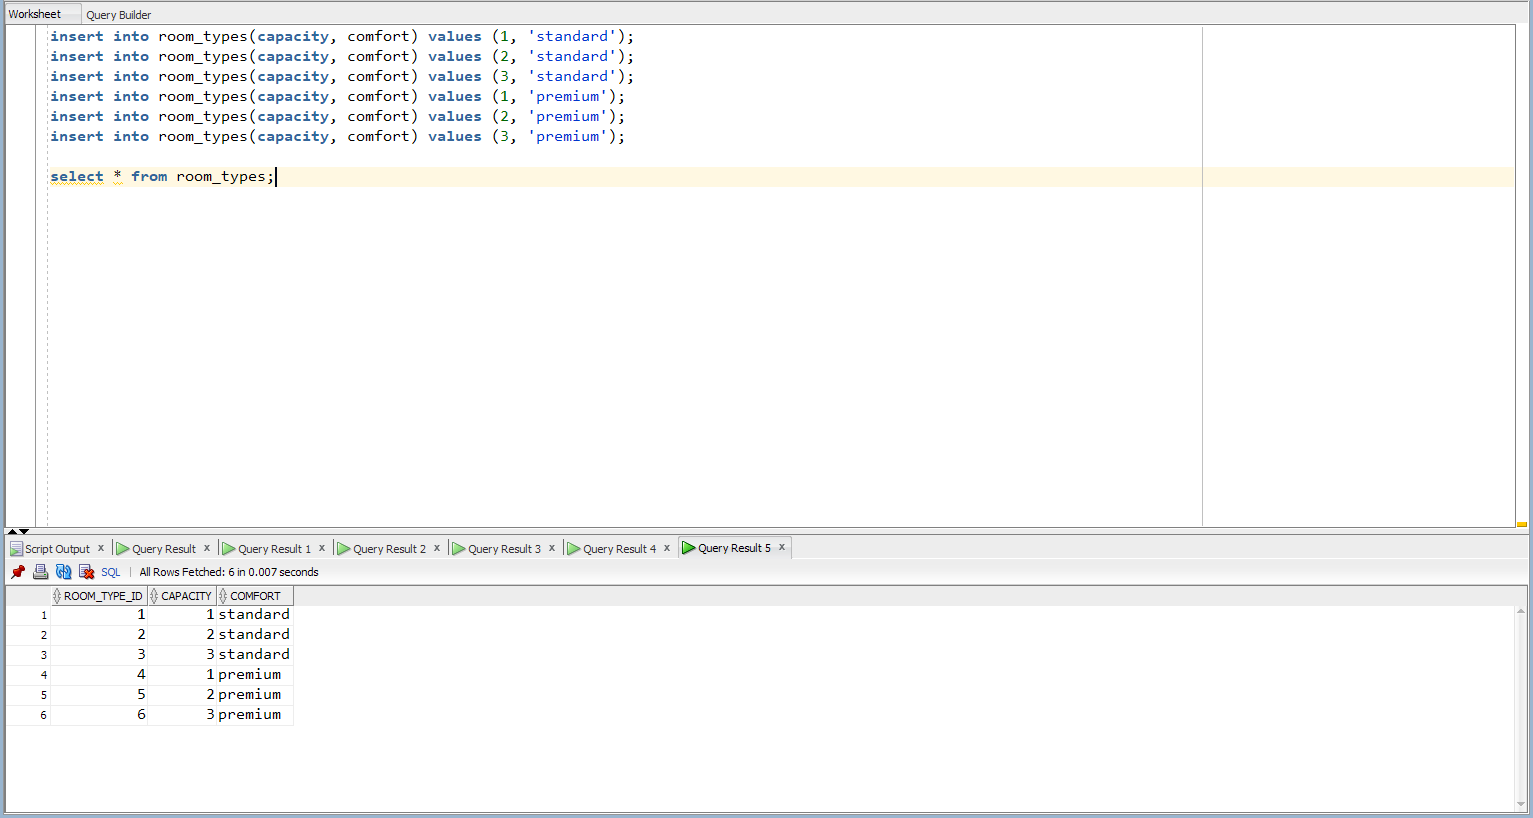 Worksheet Query Builder
insert into room_types(capacity, comfort) values (1, 'standard');
insert into room_types(capacity, comfort) values (2, 'standard');
insert into room_types(capacity, comfort) values (3, 'standard');
insert into room_types(capacity, comfort) values (1, 'premium');
insert into room_types(capacity, comfort) values (2, 'premium');
insert into room_types(capacity, comfort) values (3, 'premium');
select * from room_types;
Script Output x Query Result x Query Result 1 x Query Result 2 x Query Result 3 x Query Result 4 x Query Result 5 x
SQL | All Rows Fetched: 6 in 0.007 seconds
ROOM_TYPE_ID CAPACITY COMFORT
1 1 1 standard
2 2 2 standard
3 3 3 standard
4 4 1 premium
5 5 2 premium
6 6 3 premium